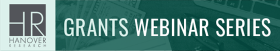 HR
HANOVER
RESEARCH
GRANTS WEBINAR SERIES